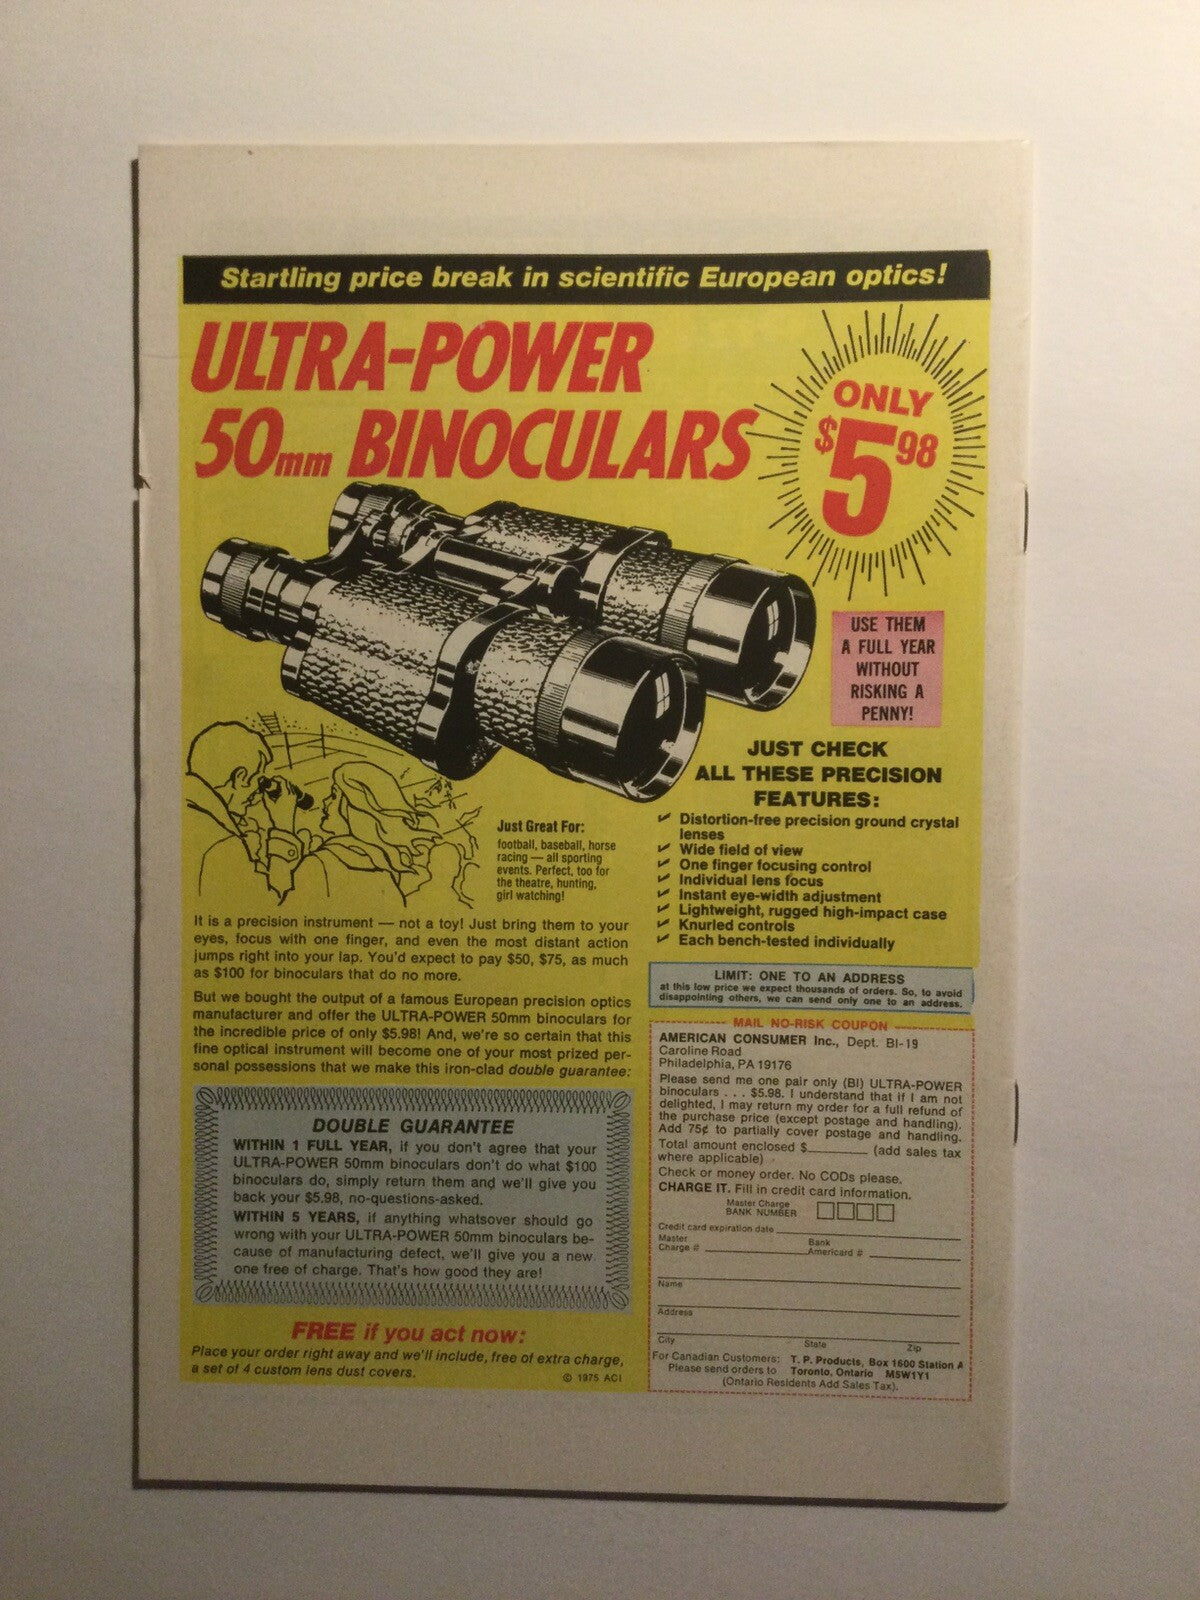 Startling price break in scientific European optics!
ULTRA-POWER
50mm BINOCULARS
ONLY
$5.98
USE THEM
A FULL YEAR
WITHOUT
RISKING A
PENNY!
JUST CHECK
ALL THESE PRECISION
FEATURES:
✓ Distortion-free precision ground crystal
lenses
✓ Wide field of view
✓ One finger focusing control
✓ Individual lens focus
✓ Instant eye-width adjustment
✓ Lightweight, rugged high-impact case
✓ Knurled controls
✓ Each bench-tested individually
Just Great For:
football, baseball, horse
racing — all sporting
events. Perfect, too for
the theatre, hunting,
girl watching!
It is a precision instrument — not a toy! Just bring them to your
eyes, focus with one finger, and even the most distant action
jumps right into your lap. You'd expect to pay $50, $75, as much
as $100 for binoculars that do no more.
But we bought the output of a famous European precision optics
manufacturer and offer the ULTRA-POWER 50mm binoculars for
the incredible price of only $5.98! And, we're so certain that this
fine optical instrument will become one of your most prized per-
sonal possessions that we make this iron-clad double guarantee:
DOUBLE GUARANTEE
WITHIN 1 FULL YEAR, if you don't agree that your
ULTRA-POWER 50mm binoculars don't do what $100
binoculars do, simply return them and we'll give you
back your $5.98, no-questions-asked.
WITHIN 5 YEARS, if anything whatsoever should go
wrong with your ULTRA-POWER 50mm binoculars be-
cause of manufacturing defect, we'll give you a new
one free of charge. That's how good they are!
FREE if you act now:
Place your order right away and we'll include, free of extra charge,
a set of 4 custom lens dust covers.
© 1975 ACI
LIMIT: ONE TO AN ADDRESS
at this low price we expect thousands of orders. So, to avoid
disappointing others, we can send only one to an address.
MAIL NO-RISK COUPON
AMERICAN CONSUMER Inc., Dept. BI-19
Caroline Road
Philadelphia, PA 19176
Please send me one pair only (BI) ULTRA-POWER
binoculars . . . $5.98. I understand that if I am not
delighted, I may return my order for a full refund of
the purchase price (except postage and handling).
Add 75¢ to partially cover postage and handling.
Total amount enclosed $________ (add sales tax
where applicable)
Check or money order. No CODs please.
CHARGE IT. Fill in credit card information.
Master Charge
BANK NUMBER
Credit card expiration date
Master Charge #
Bank Americard #
Name
Address
City State Zip
For Canadian Customers: T. P. Products, Box 1600 Station A
Please send orders to Toronto, Ontario M5W1Y1
(Ontario Residents Add Sales Tax).